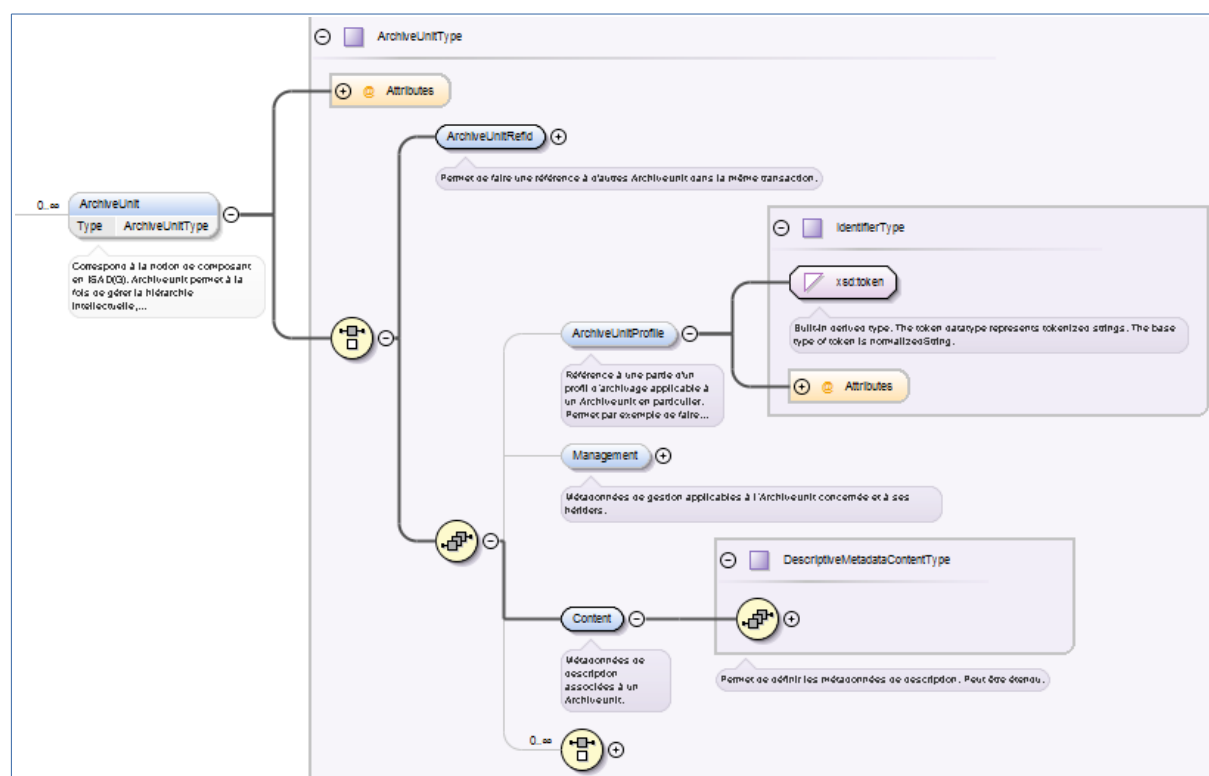 ArchiveUnitType
@ Attributes
ArchiveUnitRefId
Permet de faire une référence à d'autres ArchiveUnit dans la même transaction.
0..∞
ArchiveUnit
Type ArchiveUnitType
Correspond à la notion de composant
en ISAD(G). ArchiveUnit permet à la
fois de gérer la hiérarchie
intellectuelle,...
IdentifierType
xsd:token
Built-in derived type. The token datatype represents tokenized strings. The base
type of token is normalizedString.
@ Attributes
ArchiveUnitProfile
Référence à une partie d'un
profil d'archivage applicable à
un ArchiveUnit en particulier.
Permet par exemple de faire...
Management
Métadonnées de gestion applicables à l'ArchiveUnit concernée et à ses
héritiers.
DescriptiveMetadataContentType
Content
Métadonnées de
description
associées à un
ArchiveUnit.
Permet de définir les métadonnées de description. Peut être étendu.
0..∞